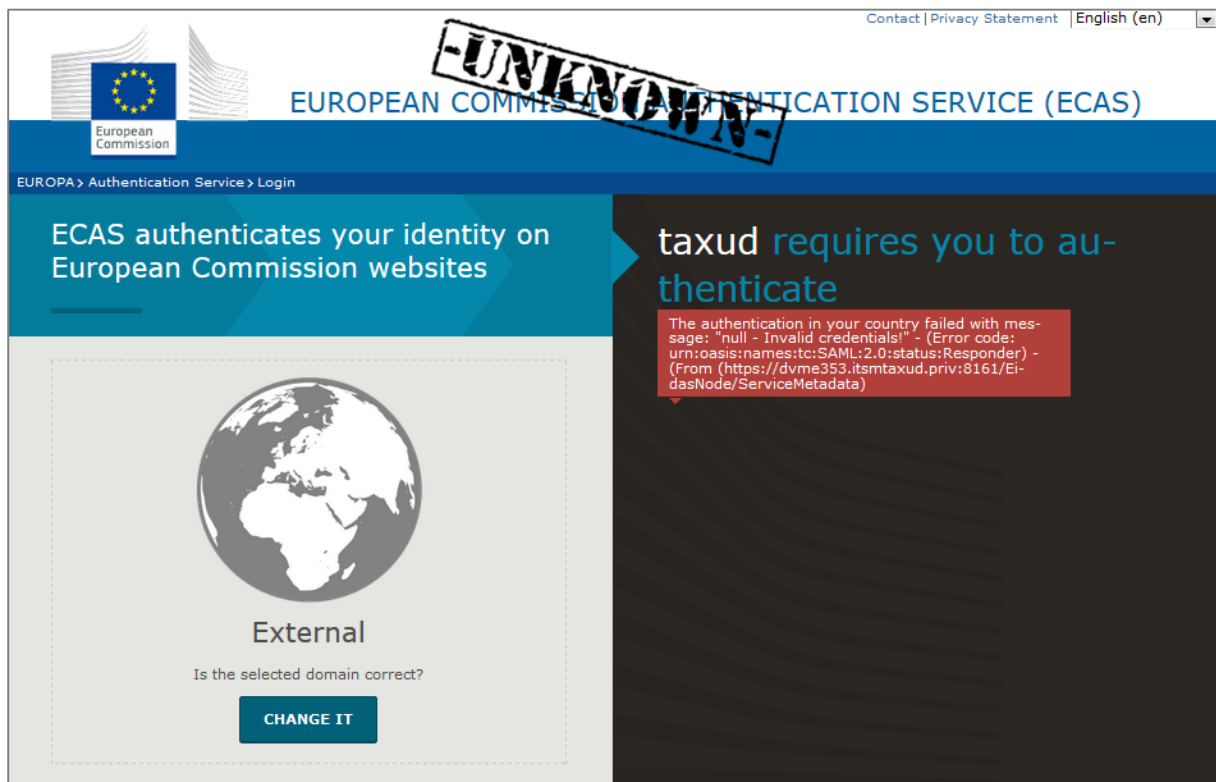 Contact | Privacy Statement English (en)
-UNKNOWN-
EUROPEAN COMMISSION AUTHENTICATION SERVICE (ECAS)
European
Commission
EUROPA > Authentication Service > Login
ECAS authenticates your identity on
European Commission websites
taxud requires you to au-
thenticate
The authentication in your country failed with mes-
sage: "null - Invalid credentials!" - (Error code:
urn:oasis:names:tc:SAML:2.0:status:Responder) -
(From (https://dvme353.itsmtaxud.priv:8161/Ei-
dasNode/ServiceMetadata)
External
Is the selected domain correct?
CHANGE IT